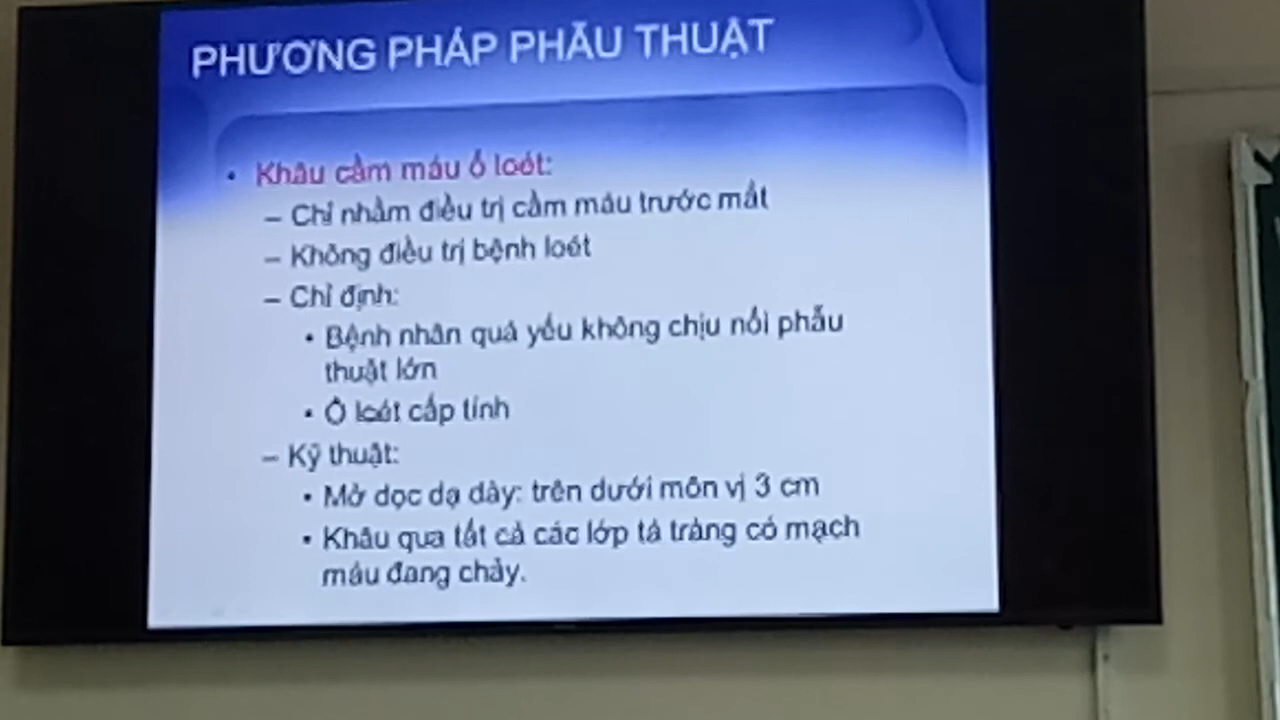 PHƯƠNG PHÁP PHẪU THUẬT
• Khâu cầm máu ổ loét:
– Chỉ nhằm điều trị cầm máu trước mắt
– Không điều trị bệnh loét
– Chỉ định:
• Bệnh nhân quá yếu không chịu nổi phẫu
thuật lớn
• Ổ loét cấp tính
– Kỹ thuật:
• Mở dọc dạ dày: trên dưới môn vị 3 cm
• Khâu qua tất cả các lớp tá tràng có mạch
máu đang chảy.